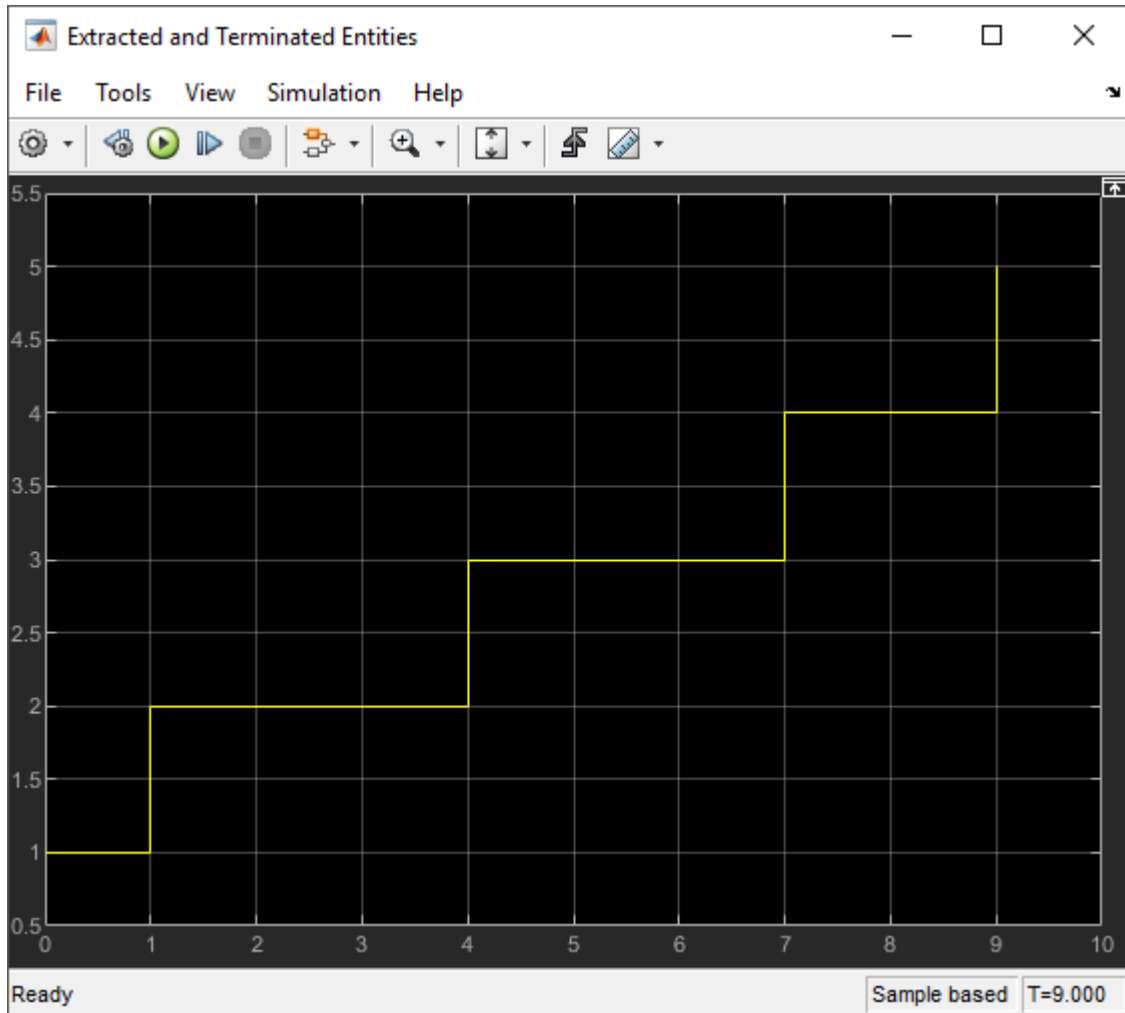 Extracted and Terminated Entities
File Tools View Simulation Help
5.5
5
4.5
4
3.5
3
2.5
2
1.5
1
0.5
0 1 2 3 4 5 6 7 8 9 10
Ready Sample based T=9.000